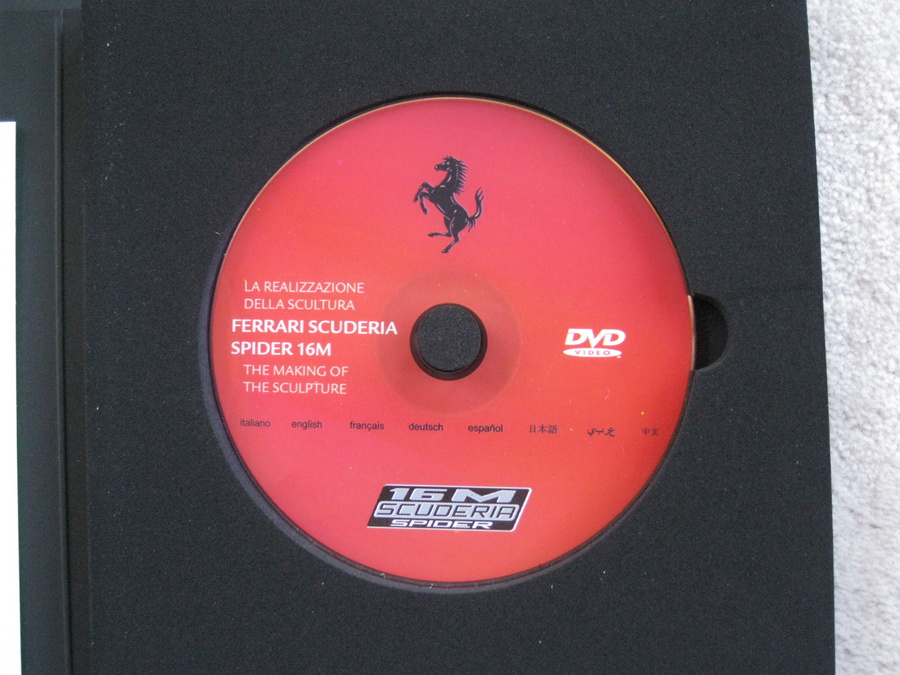 LA REALIZZAZIONE
DELLA SCULTURA
FERRARI SCUDERIA
SPIDER 16M
THE MAKING OF
THE SCULPTURE
DVD
VIDEO
italiano english français deutsch español 日本語 عربي 中文
16M
SCUDERIA
SPIDER